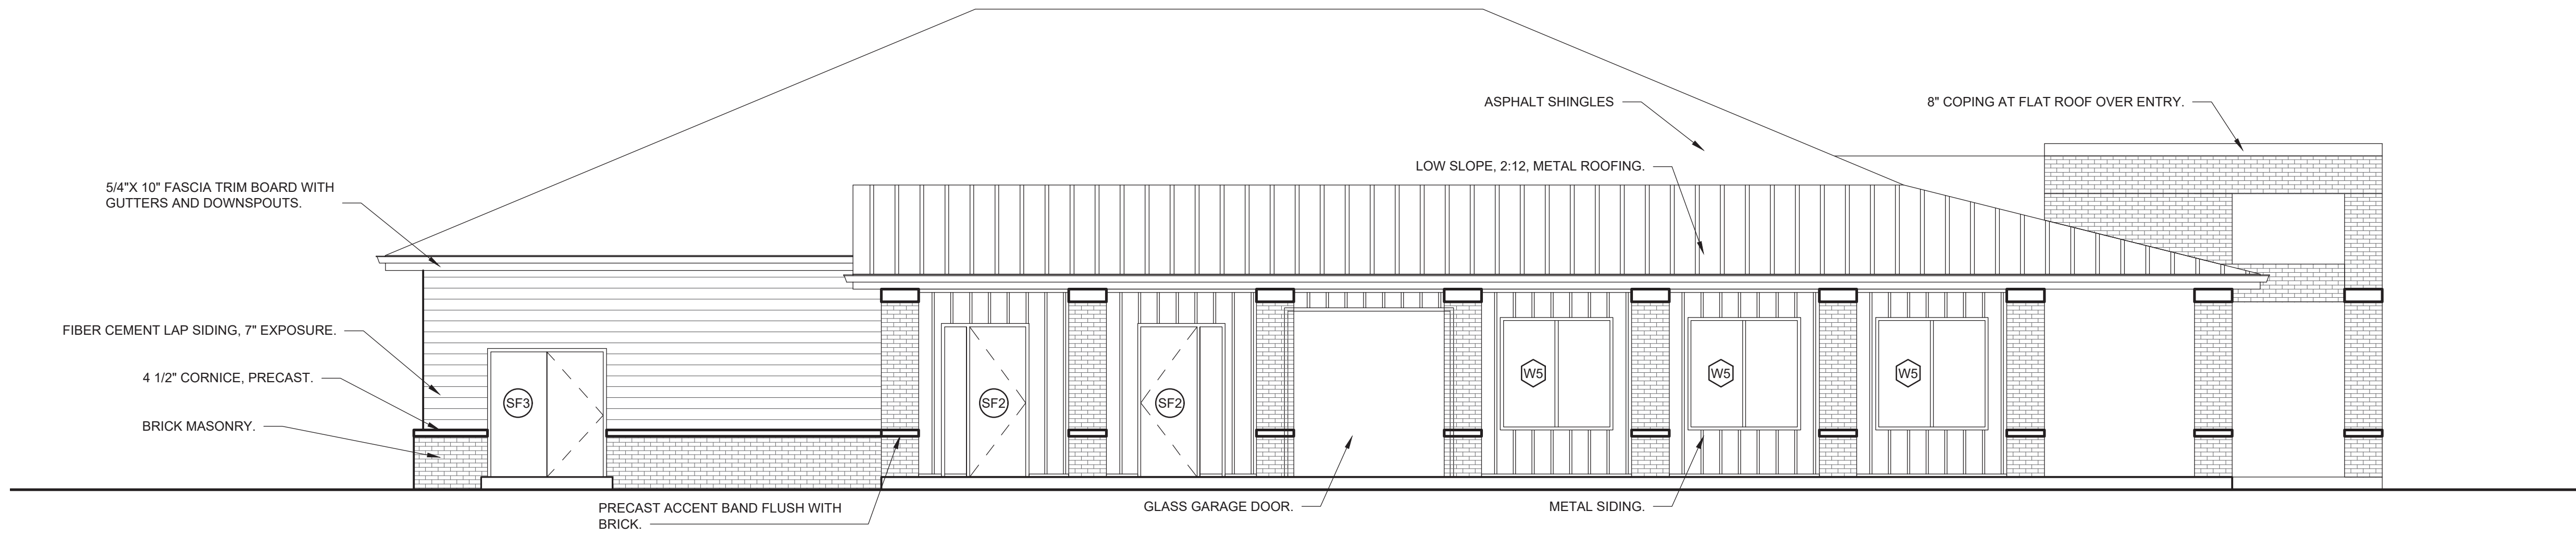 ASPHALT SHINGLES
8" COPING AT FLAT ROOF OVER ENTRY.
LOW SLOPE, 2:12, METAL ROOFING.
5/4"X 10" FASCIA TRIM BOARD WITH
GUTTERS AND DOWNSPOUTS.
FIBER CEMENT LAP SIDING, 7" EXPOSURE.
4 1/2" CORNICE, PRECAST.
BRICK MASONRY.
SF3
SF2
SF2
W5
W5
W5
PRECAST ACCENT BAND FLUSH WITH
BRICK.
GLASS GARAGE DOOR.
METAL SIDING.